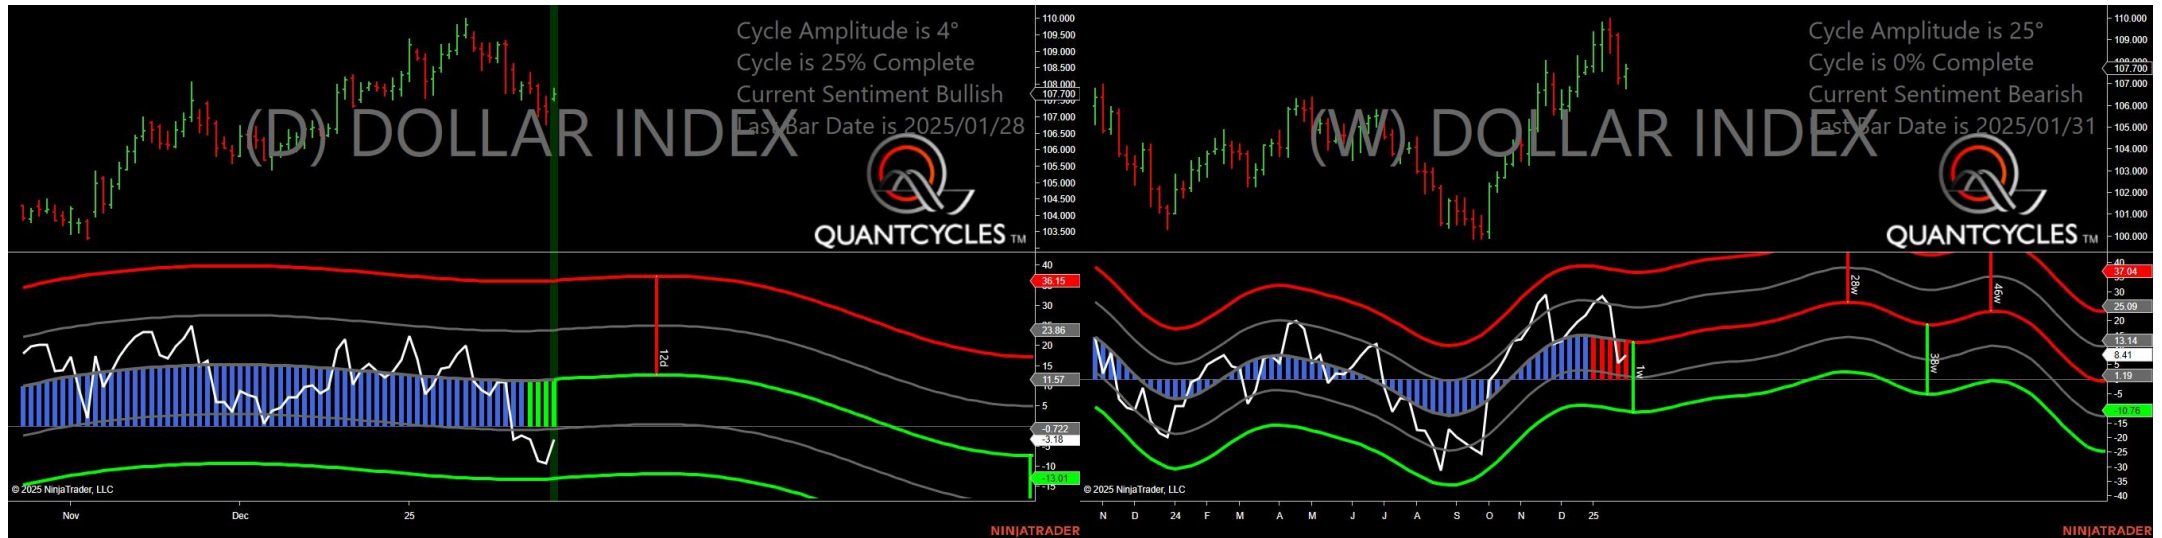 Cycle Amplitude is 4°
Cycle is 25% Complete
Current Sentiment Bullish
Last Bar Date is 2025/01/28
(D) DOLLAR INDEX
QUANTCYCLES TM
110.000
109.500
109.000
108.500
108.000
107.700
107.500
107.000
106.500
106.000
105.500
105.000
104.500
104.000
103.500
40
36.15
30
23.86
20
15
11.57
5
-0.722
-3.18
-10
-13.01
-15
12d
© 2025 NinjaTrader, LLC
Nov
Dec
25
NINJATRADER
Cycle Amplitude is 25°
Cycle is 0% Complete
Current Sentiment Bearish
Last Bar Date is 2025/01/31
(W) DOLLAR INDEX
QUANTCYCLES TM
110.000
109.000
107.700
107.000
106.000
105.000
104.000
103.000
102.000
101.000
100.000
40
37.04
30
25.09
20
13.14
8.41
1.19
-5
-10.76
-15
-20
-25
-30
-35
-40
1w
28w
38w
46w
© 2025 NinjaTrader, LLC
N D 24 F M A M J J A S O N D 25
NINJATRADER